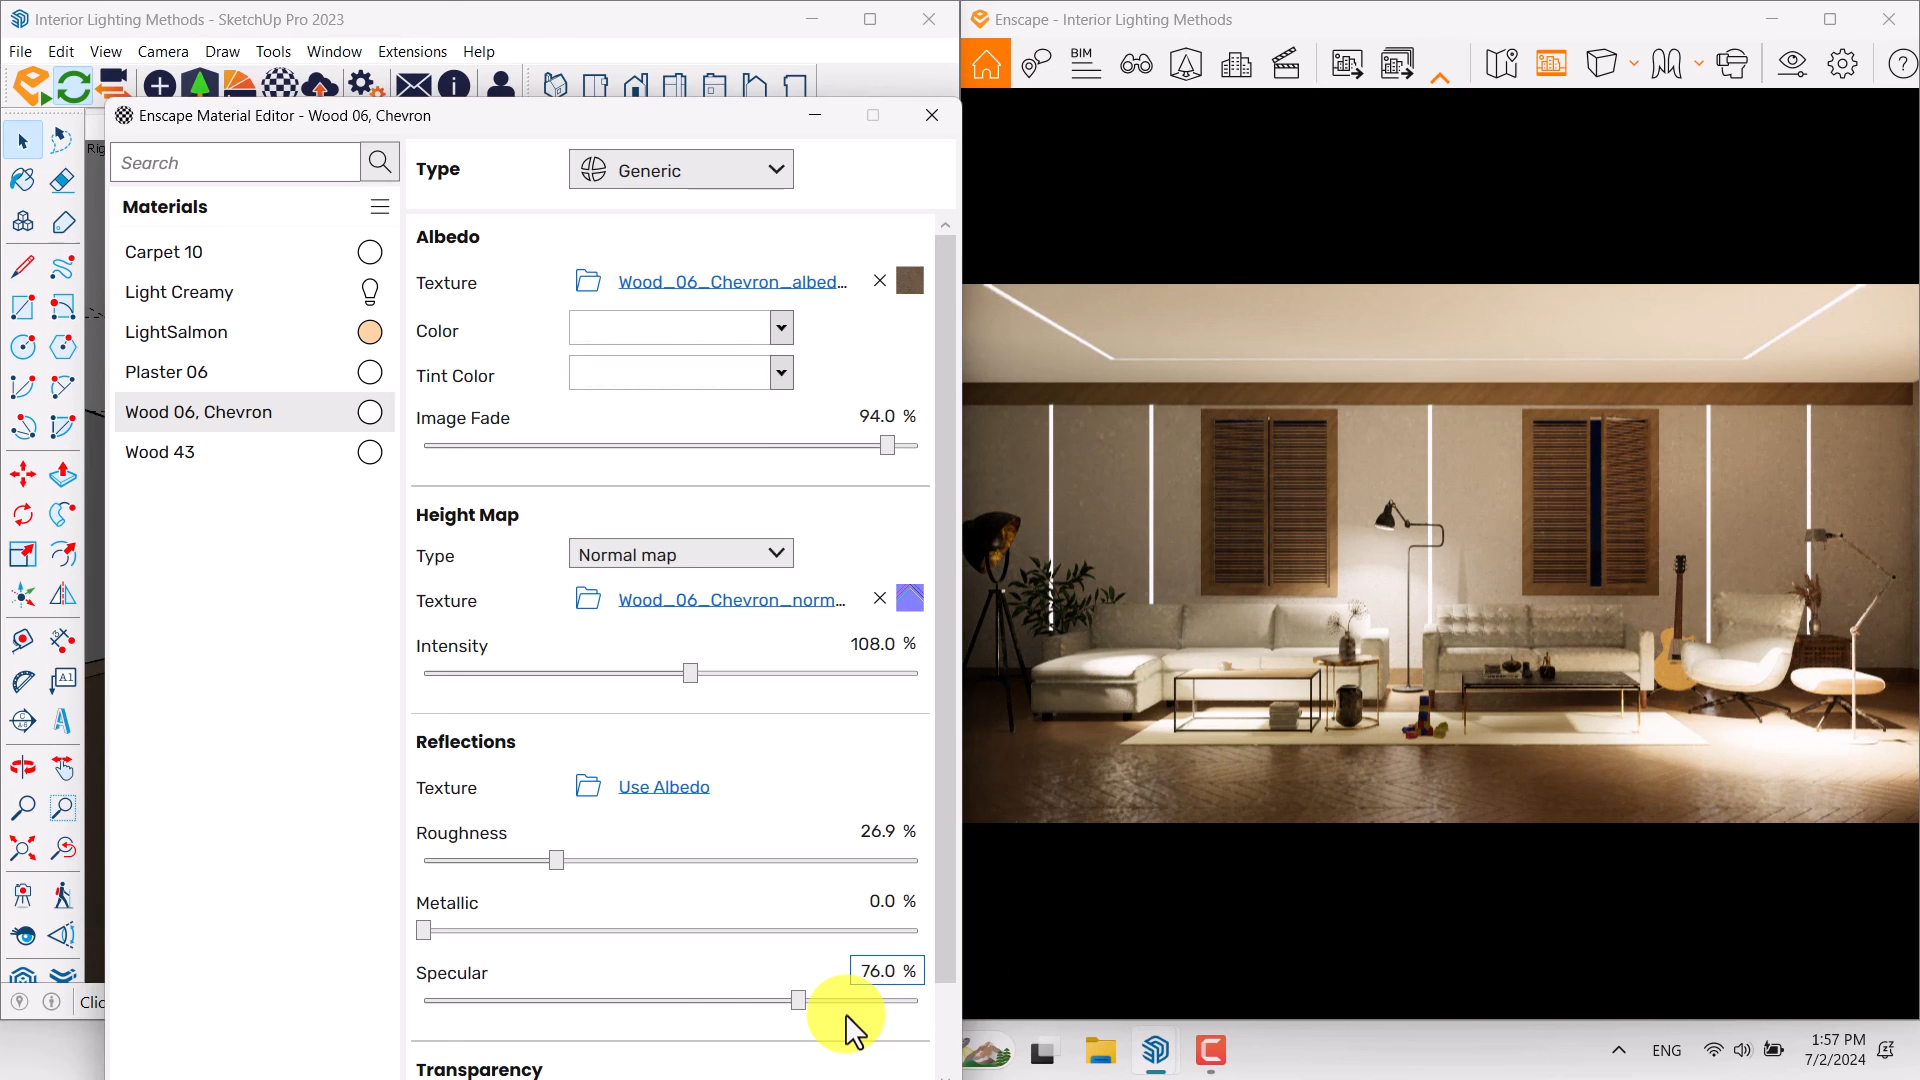 Interior Lighting Methods - SketchUp Pro 2023
File Edit View Camera Draw Tools Window Extensions Help
Enscape - Interior Lighting Methods
BIM
Enscape Material Editor - Wood 06, Chevron
Search
Materials
Carpet 10
Light Creamy
LightSalmon
Plaster 06
Wood 06, Chevron
Wood 43
Type
Generic
Albedo
Texture
Wood_06_Chevron_albed...
Color
Tint Color
Image Fade
94.0 %
Height Map
Type
Normal map
Texture
Wood_06_Chevron_norm...
Intensity
108.0 %
Reflections
Texture
Use Albedo
Roughness
26.9 %
Metallic
0.0 %
Specular
76.0 %
Transparency
Rig
A1
Clic
ENG
1:57 PM
7/2/2024